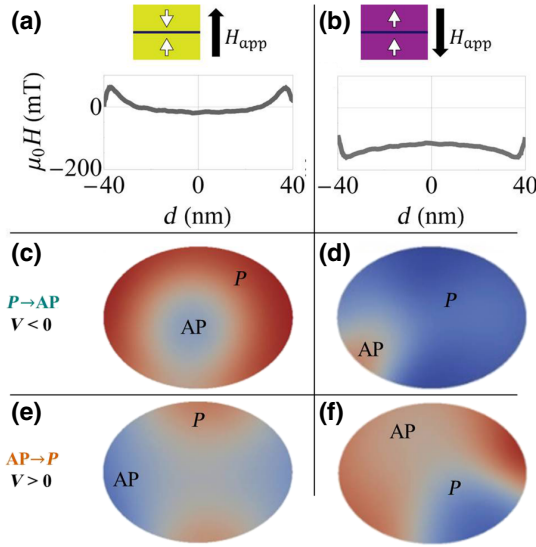 (a)
H_app
(b)
H_app
μ₀H (mT)
0
−200
−40
0
40
d (nm)
−40
0
40
d (nm)
(c)
P
AP
(d)
P
AP
P→AP
V < 0
(e)
P
AP
(f)
AP
P
AP→P
V > 0